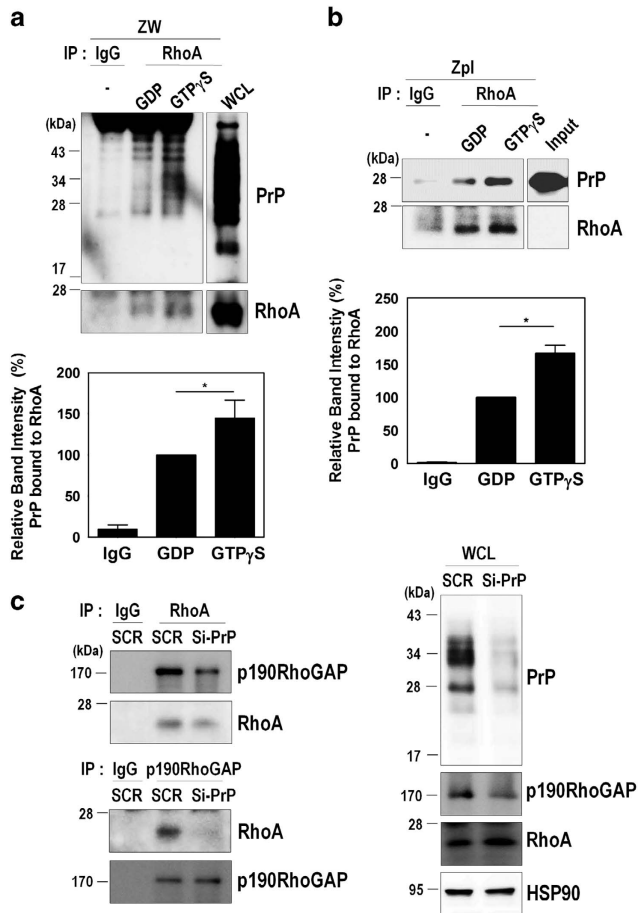 a
ZW
IP : IgG RhoA
- GDP GTPγS WCL
(kDa)
43
34
28
17
PrP
28
RhoA
Relative Band Intensity (%)
PrP bound to RhoA
200
150
100
50
0
IgG GDP GTPγS
*
b
Zpl
IP : IgG RhoA
- GDP GTPγS Input
(kDa)
28
PrP
28
RhoA
Relative Band Intenstiy (%)
PrP bound to RhoA
250
200
150
100
50
0
IgG GDP GTPγS
*
c
IP : IgG RhoA
SCR SCR Si-PrP
(kDa)
170
p190RhoGAP
28
RhoA
IP : IgG p190RhoGAP
SCR SCR Si-PrP
28
RhoA
170
p190RhoGAP
WCL
SCR Si-PrP
(kDa)
43
34
28
17
PrP
170
p190RhoGAP
28
RhoA
95
HSP90